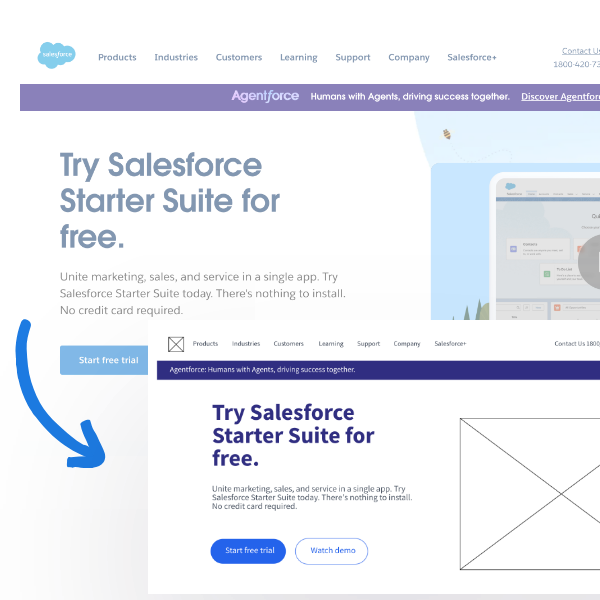 salesforce
Products Industries Customers Learning Support Company Salesforce+
Contact Us
1800-420-73
Agentforce Humans with Agents, driving success together. Discover Agentforc
Try Salesforce
Starter Suite for
free.
Unite marketing, sales, and service in a single app. Try
Salesforce Starter Suite today. There's nothing to install.
No credit card required.
Start free trial
Products Industries Customers Learning Support Company Salesforce+ Contact Us 1800
Agentforce: Humans with Agents, driving success together.
Try Salesforce
Starter Suite for
free.
Unite marketing, sales, and service in a single app. Try
Salesforce Starter Suite today. There's nothing to install.
No credit card required.
Start free trial Watch demo